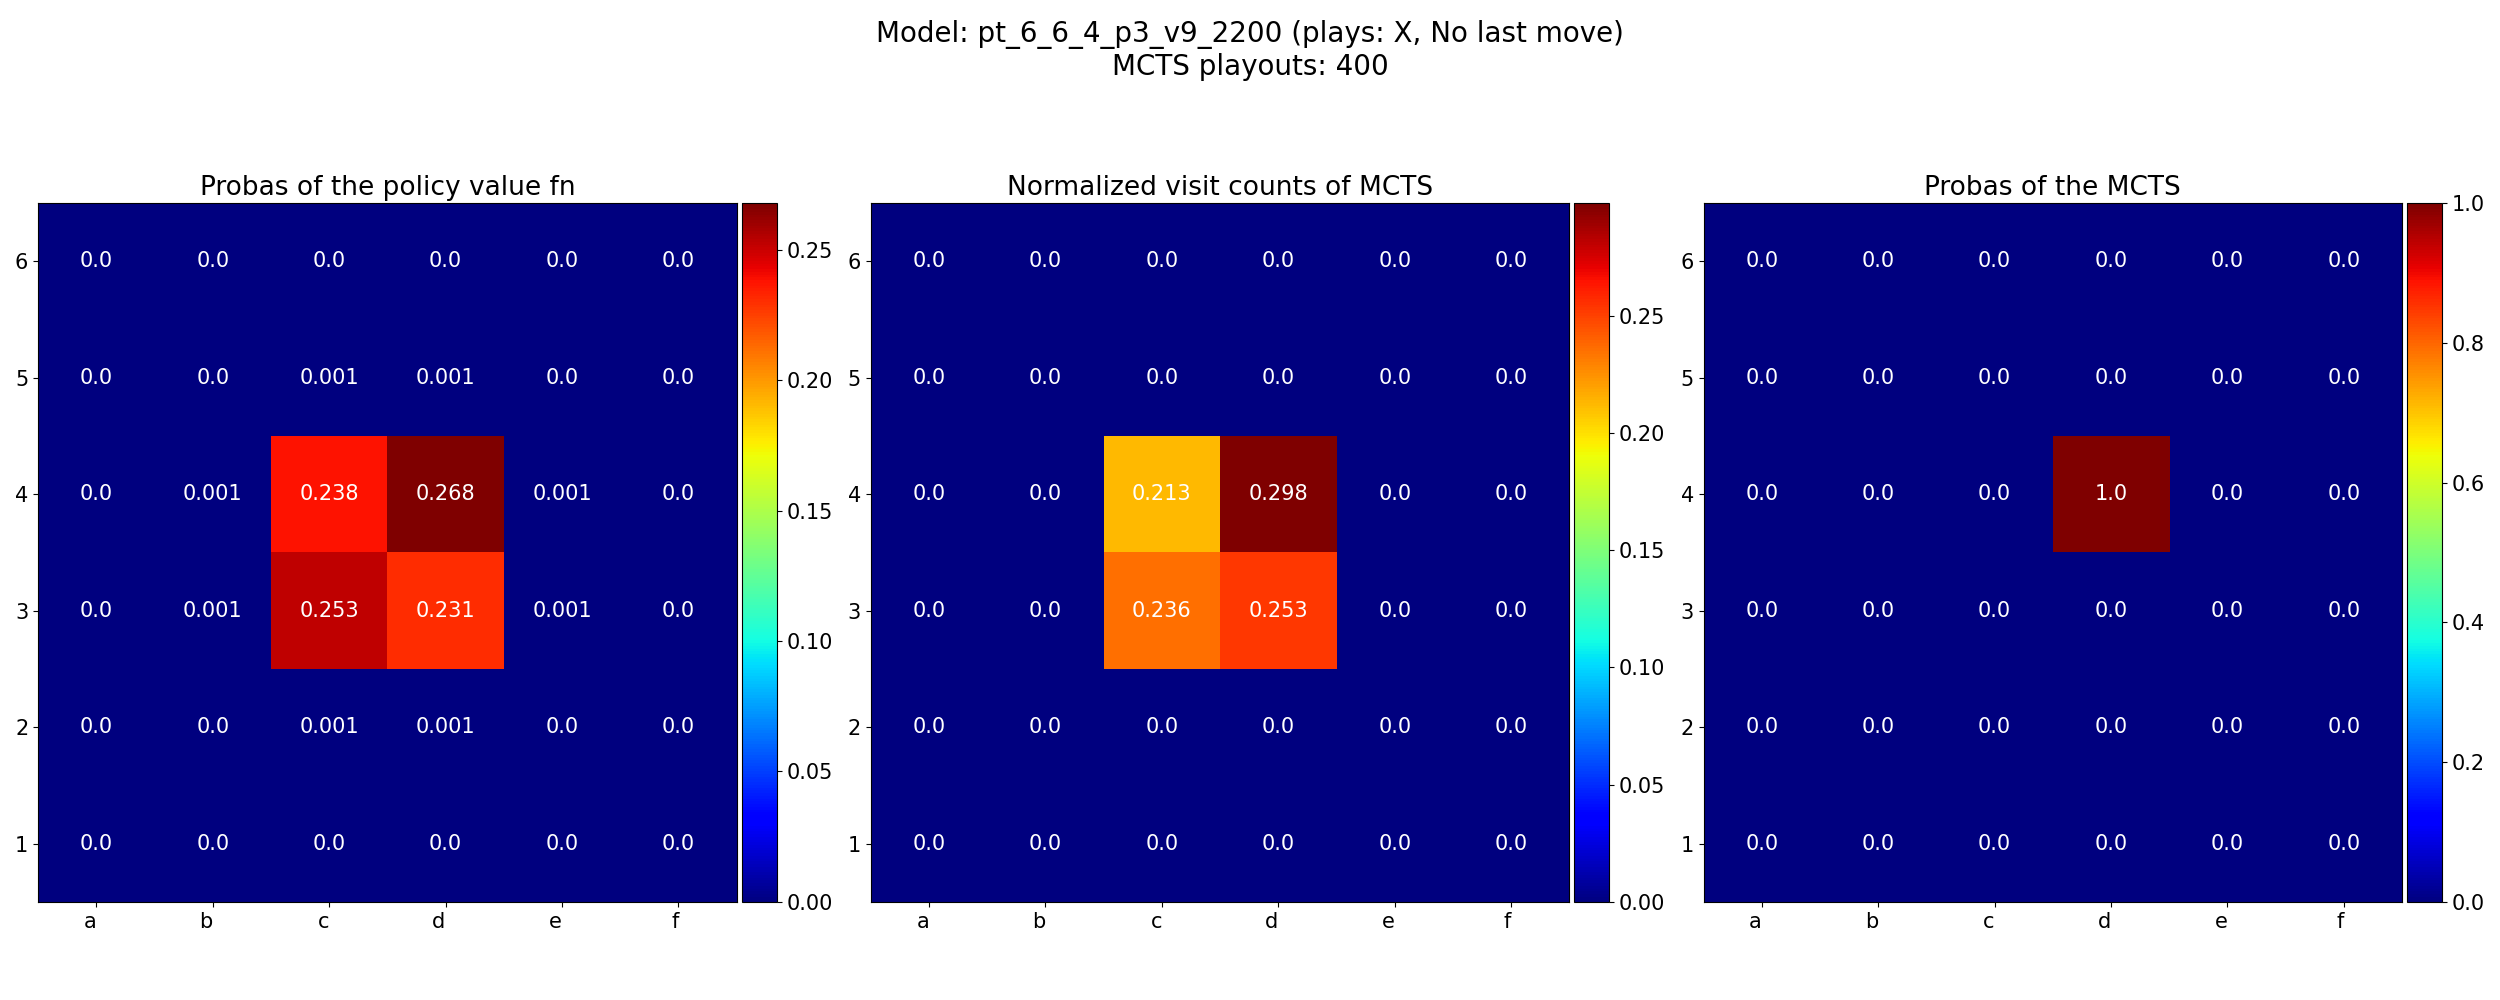 Model: pt_6_6_4_p3_v9_2200 (plays: X, No last move)
MCTS playouts: 400
Probas of the policy value fn
6 0.0 0.0 0.0 0.0 0.0 0.0
5 0.0 0.0 0.001 0.001 0.0 0.0
4 0.0 0.001 0.238 0.268 0.001 0.0
3 0.0 0.001 0.253 0.231 0.001 0.0
2 0.0 0.0 0.001 0.001 0.0 0.0
1 0.0 0.0 0.0 0.0 0.0 0.0
a b c d e f
0.25
0.20
0.15
0.10
0.05
0.00
Normalized visit counts of MCTS
6 0.0 0.0 0.0 0.0 0.0 0.0
5 0.0 0.0 0.0 0.0 0.0 0.0
4 0.0 0.0 0.213 0.298 0.0 0.0
3 0.0 0.0 0.236 0.253 0.0 0.0
2 0.0 0.0 0.0 0.0 0.0 0.0
1 0.0 0.0 0.0 0.0 0.0 0.0
a b c d e f
0.25
0.20
0.15
0.10
0.05
0.00
Probas of the MCTS
6 0.0 0.0 0.0 0.0 0.0 0.0
5 0.0 0.0 0.0 0.0 0.0 0.0
4 0.0 0.0 0.0 1.0 0.0 0.0
3 0.0 0.0 0.0 0.0 0.0 0.0
2 0.0 0.0 0.0 0.0 0.0 0.0
1 0.0 0.0 0.0 0.0 0.0 0.0
a b c d e f
1.0
0.8
0.6
0.4
0.2
0.0